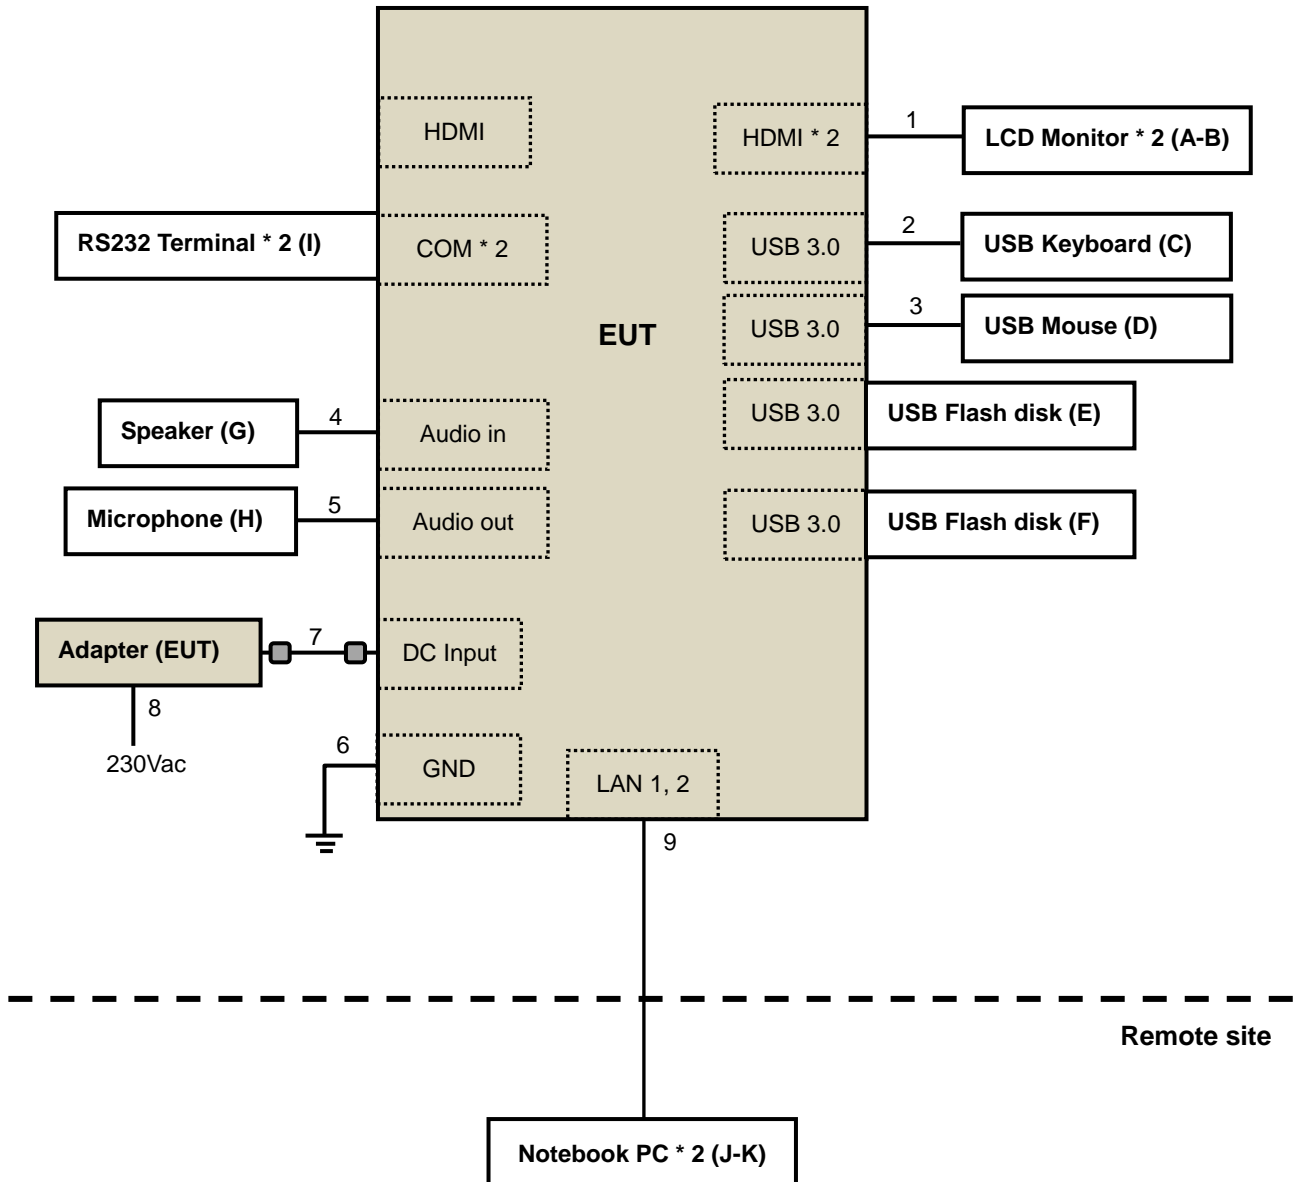 HDMI
HDMI * 2
1
LCD Monitor * 2 (A-B)
RS232 Terminal * 2 (I)
COM * 2
USB 3.0
2
USB Keyboard (C)
EUT
USB 3.0
3
USB Mouse (D)
USB 3.0
USB Flash disk (E)
Speaker (G)
4
Audio in
Microphone (H)
5
Audio out
USB 3.0
USB Flash disk (F)
Adapter (EUT)
7
DC Input
8
230Vac
6
GND
LAN 1, 2
9
Remote site
Notebook PC * 2 (J-K)